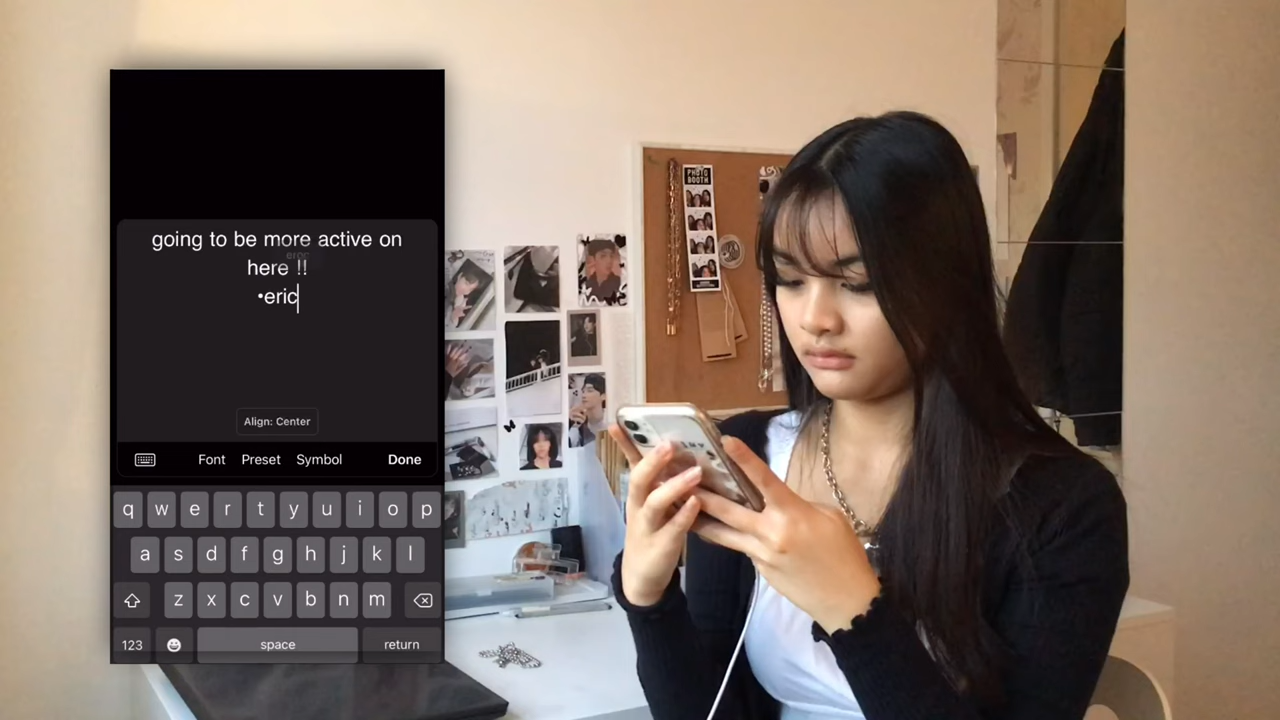 going to be more active on
here !!
•eric
Align: Center
Font Preset Symbol Done
q w e r t y u i o p
a s d f g h j k l
z x c v b n m
123 space return
PHOTO
BOOTH